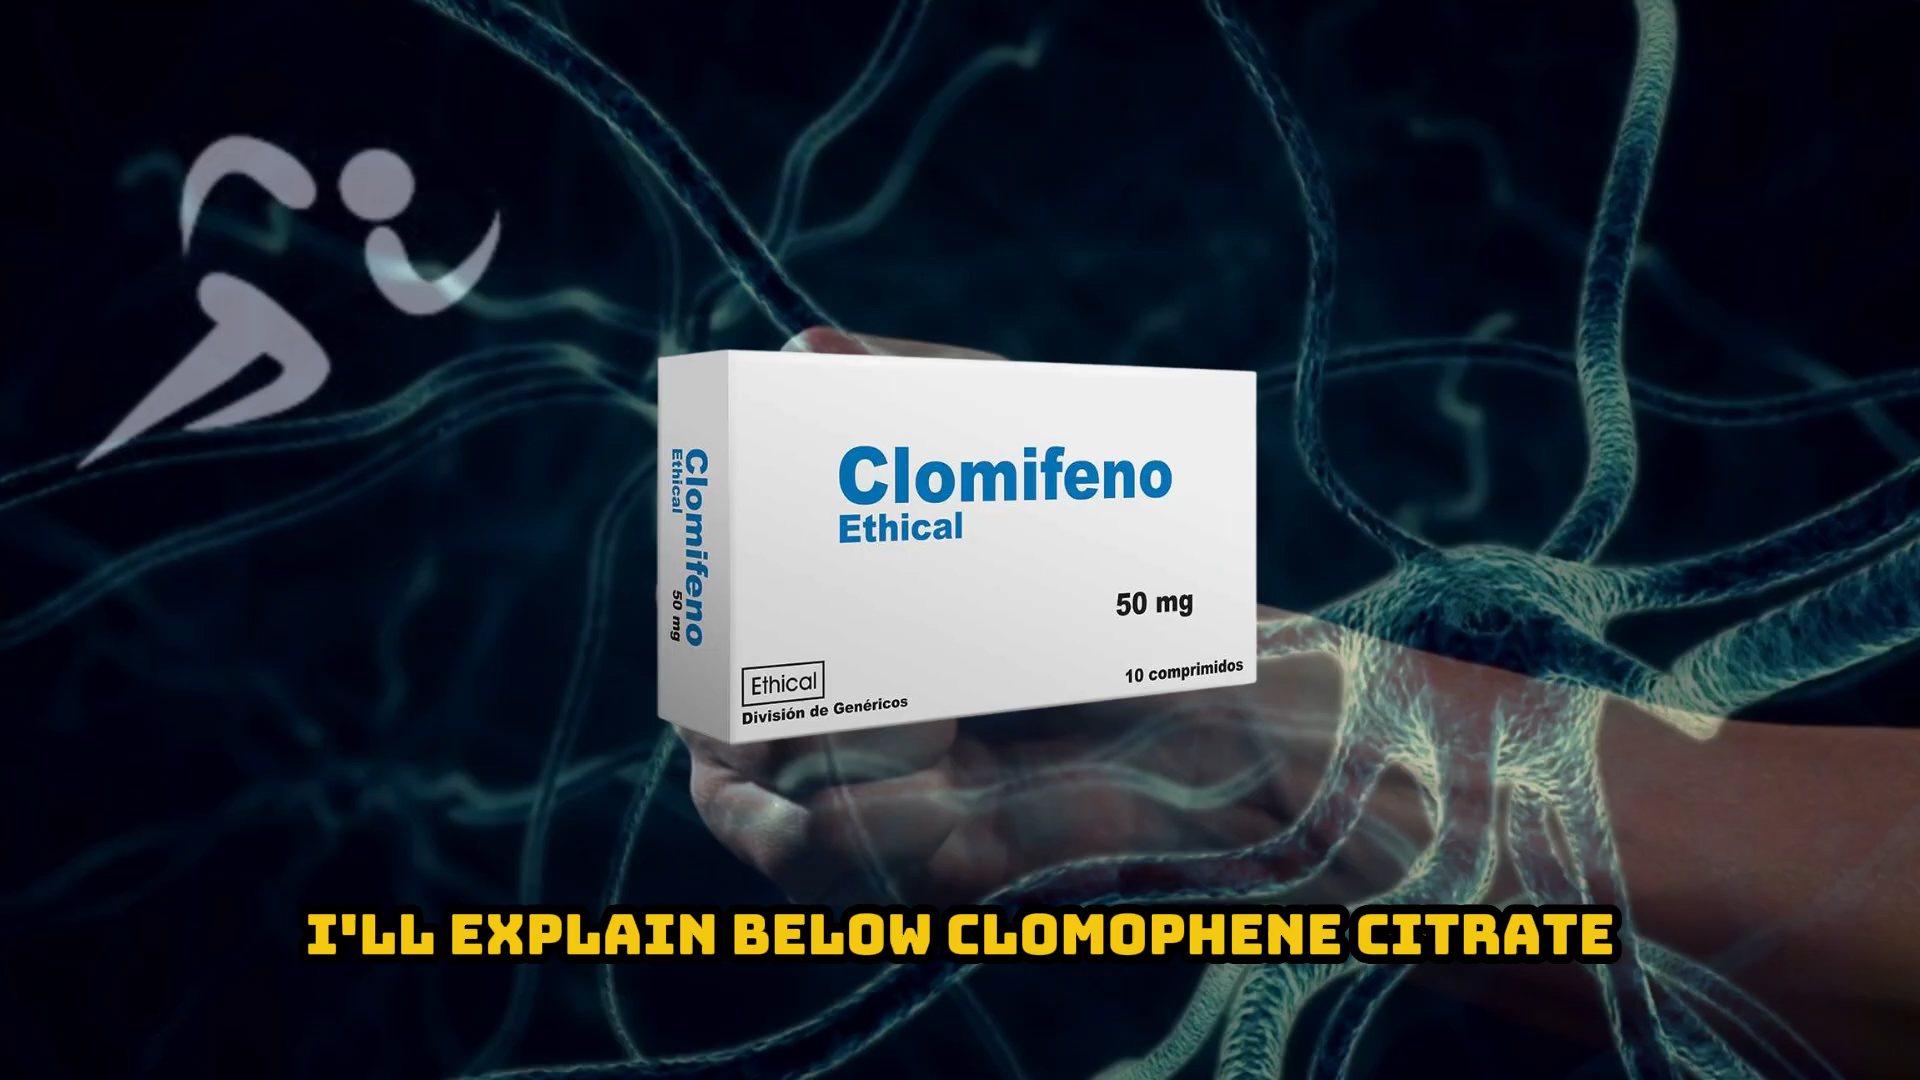 Clomifeno
Ethical
50 mg
Clomifeno
Ethical
50 mg
Ethical
División de Genéricos
10 comprimidos
I'LL EXPLAIN BELOW CLOMOPHENE CITRATE